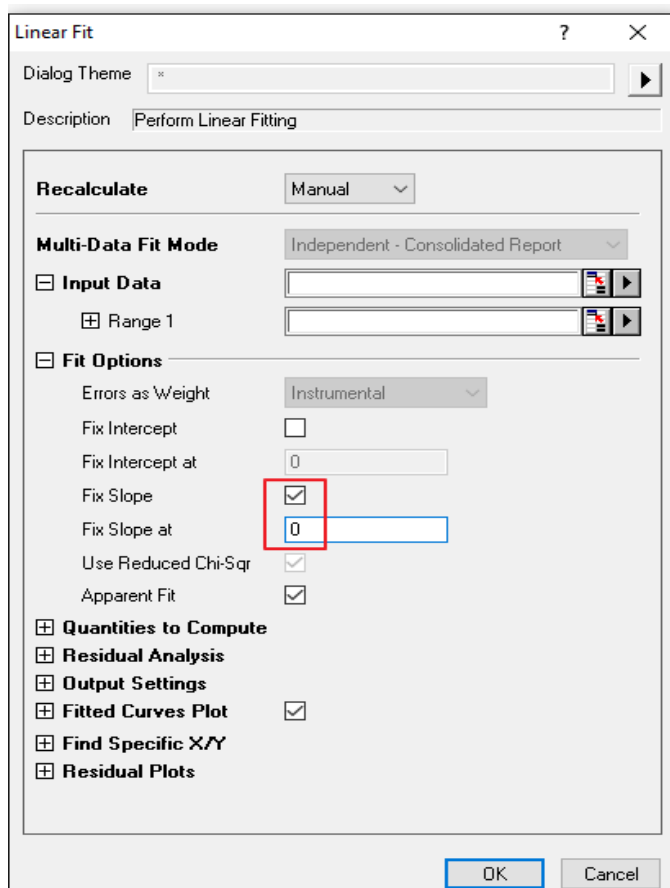 Linear Fit ?
Dialog Theme *
Description Perform Linear Fitting
Recalculate Manual
Multi-Data Fit Mode Independent - Consolidated Report
Input Data
Range 1
Fit Options
Errors as Weight Instrumental
Fix Intercept
Fix Intercept at 0
Fix Slope
Fix Slope at 0
Use Reduced Chi-Sqr
Apparent Fit
Quantities to Compute
Residual Analysis
Output Settings
Fitted Curves Plot
Find Specific X/Y
Residual Plots
OK Cancel